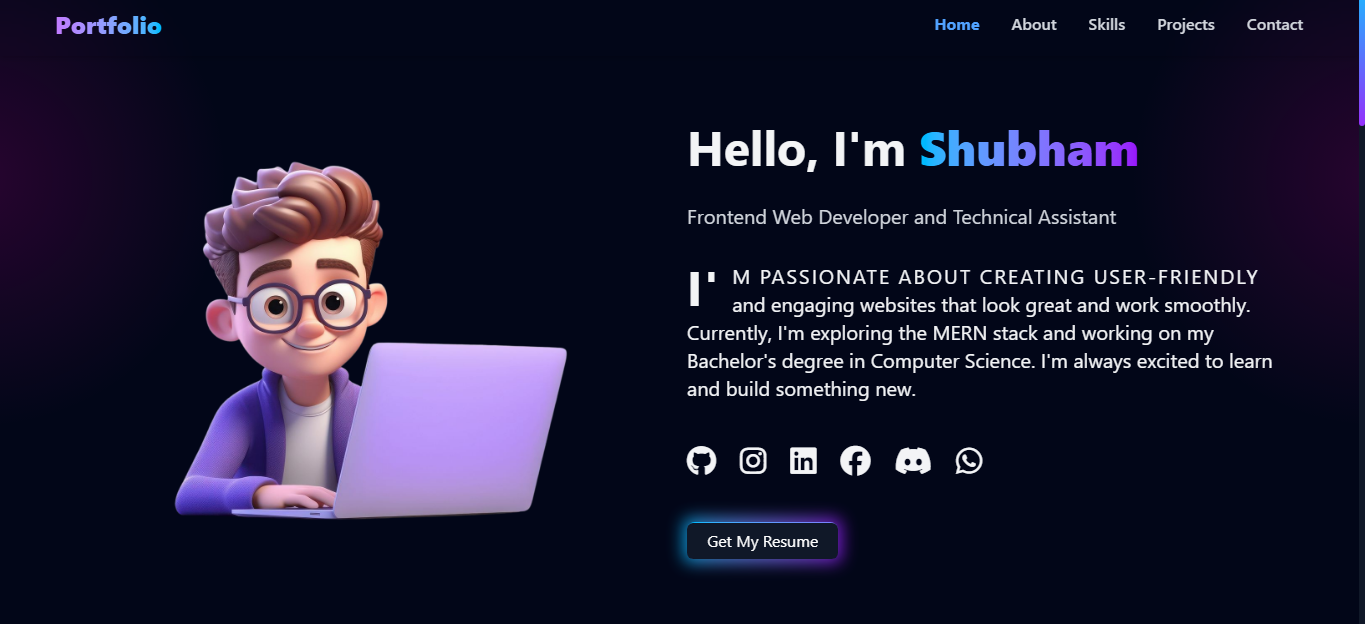 Portfolio
Home About Skills Projects Contact
Hello, I'm Shubham
Frontend Web Developer and Technical Assistant
I'M PASSIONATE ABOUT CREATING USER-FRIENDLY
and engaging websites that look great and work smoothly.
Currently, I'm exploring the MERN stack and working on my
Bachelor's degree in Computer Science. I'm always excited to learn
and build something new.
in
Get My Resume